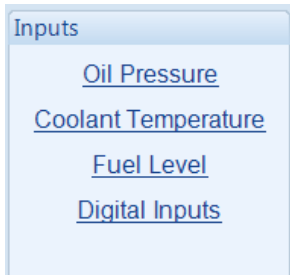 Inputs
Oil Pressure
Coolant Temperature
Fuel Level
Digital Inputs